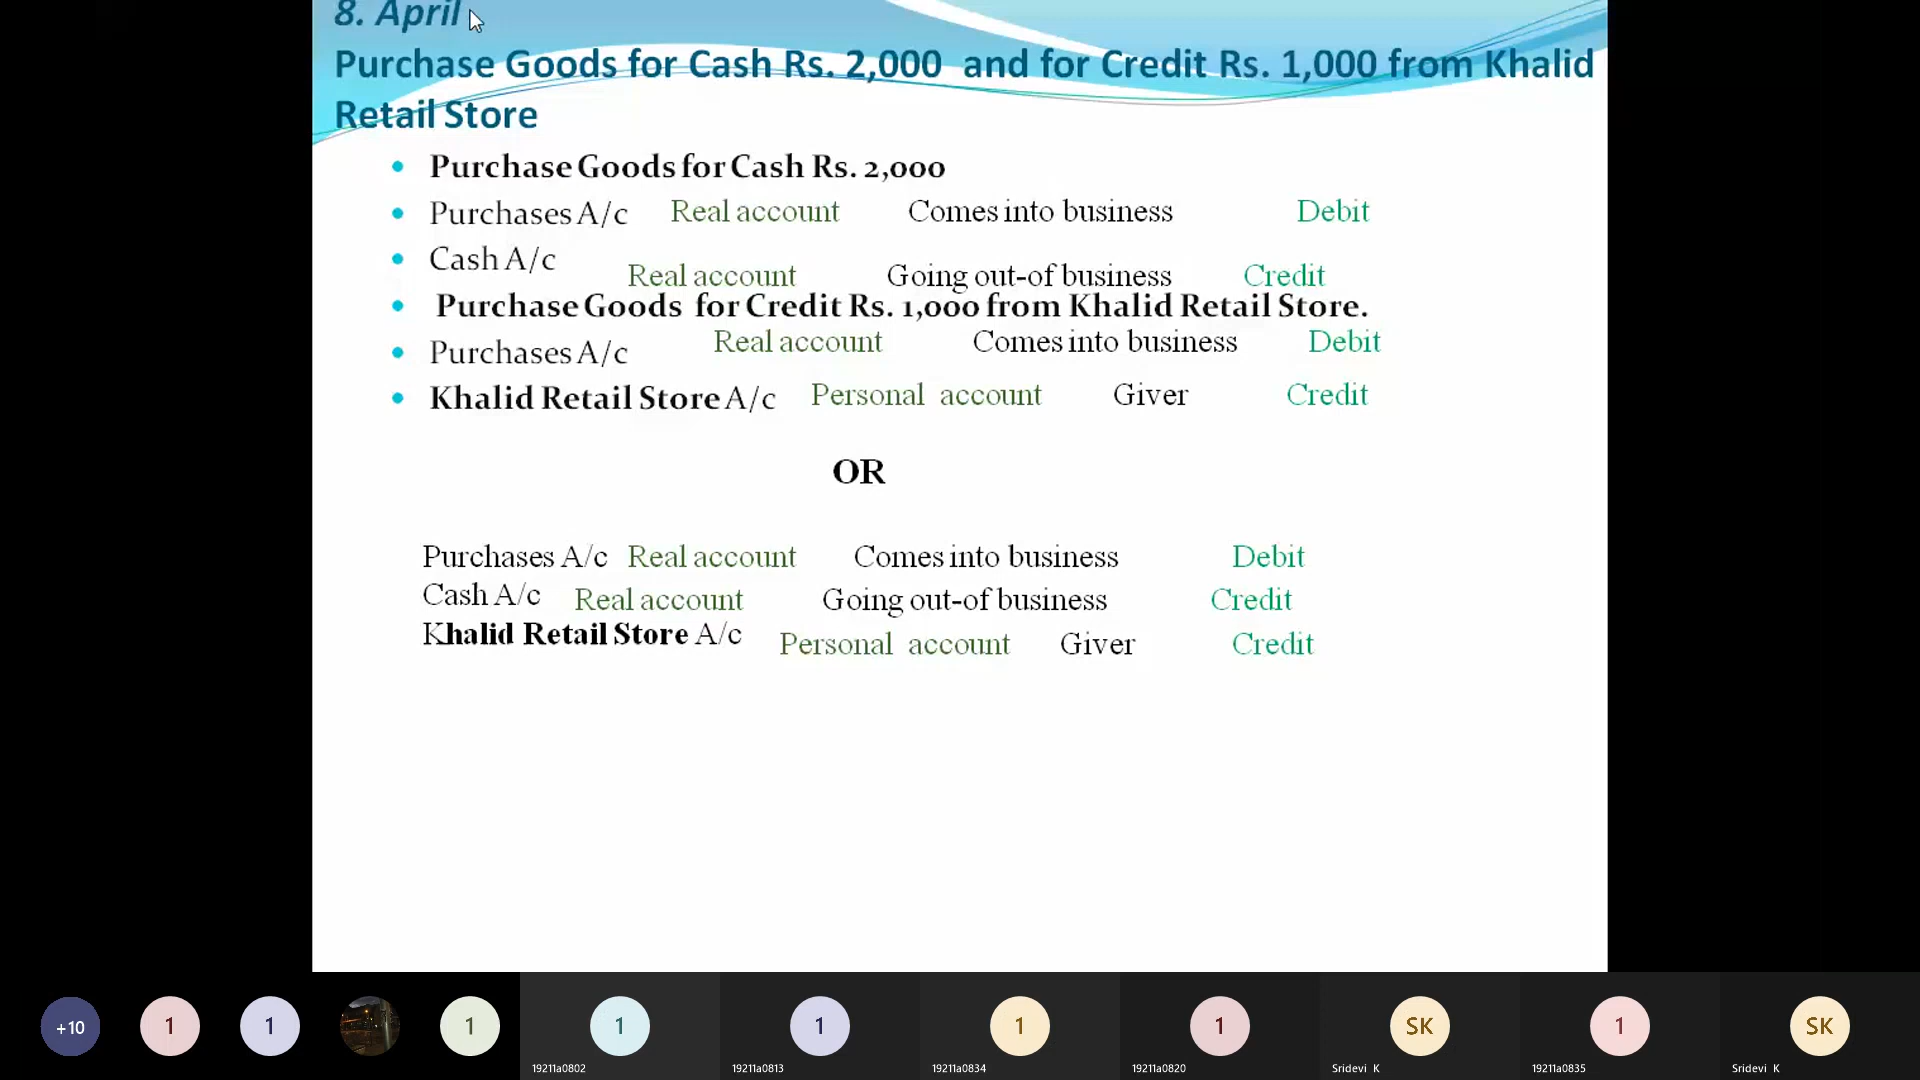 8. April
Purchase Goods for Cash Rs. 2,000 and for Credit Rs. 1,000 from Khalid
Retail Store
• Purchase Goods for Cash Rs. 2,000
• Purchases A/c Real account Comes into business Debit
• Cash A/c Real account Going out-of business Credit
• Purchase Goods for Credit Rs. 1,000 from Khalid Retail Store.
• Purchases A/c Real account Comes into business Debit
• Khalid Retail Store A/c Personal account Giver Credit
OR
Purchases A/c Real account Comes into business Debit
Cash A/c Real account Going out-of business Credit
Khalid Retail Store A/c Personal account Giver Credit
+10 1 1 1 1 1 1 1 SK 1 SK
19211a0802 19211a0813 19211a0834 19211a0820 Sridevi K 19211a0835 Sridevi K